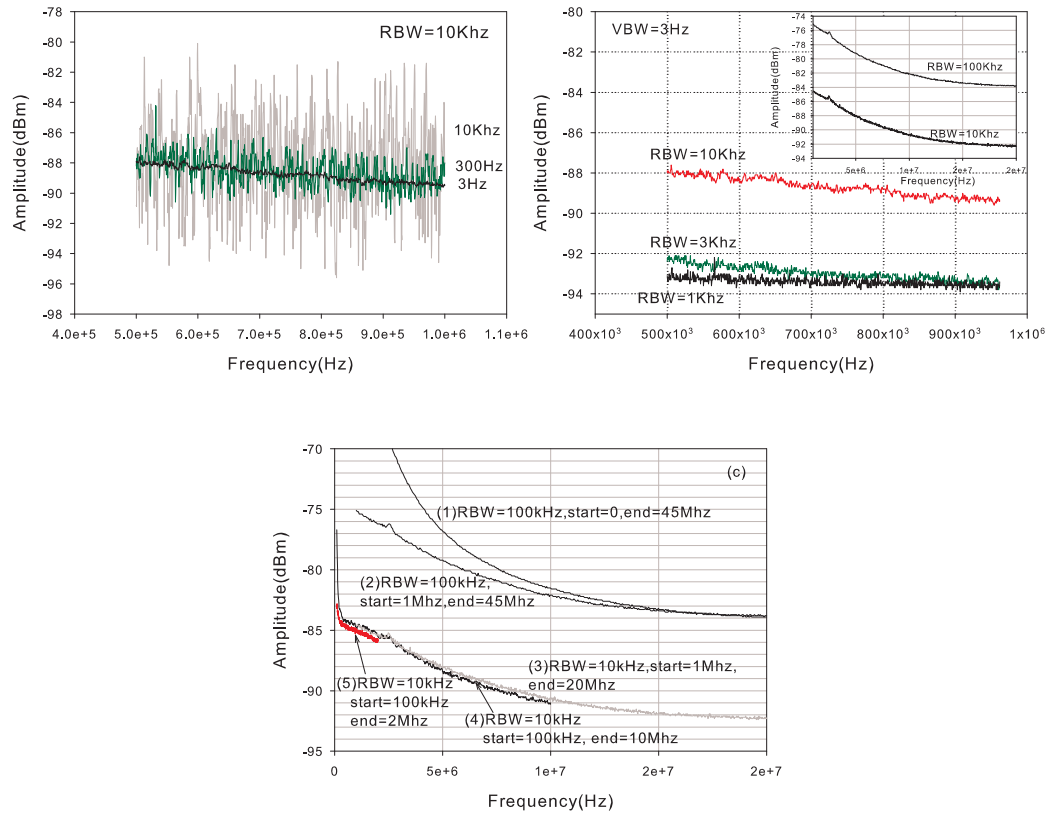 RBW=10Khz
-80
-82
-84
-86
-88
-90
-92
-94
-96
-98
Amplitude(dBm)
10Khz
300Hz
3Hz
4.0e+5 5.0e+5 6.0e+5 7.0e+5 8.0e+5 9.0e+5 1.0e+6 1.1e+6
Frequency(Hz)
VBW=3Hz
-80
-82
-84
-86
-88
-90
-92
-94
Amplitude(dBm)
RBW=10Khz
RBW=3Khz
RBW=1Khz
400x10³ 500x10³ 600x10³ 700x10³ 800x10³ 900x10³ 1x10⁶
Frequency(Hz)
-74
-76
-78
-80
-82
-84
-86
-88
-90
-92
-94
Amplitude(dBm)
RBW=100Khz
RBW=10Khz
5e+6 1e+7 2e+7 2e+7
Frequency(Hz)
(c)
-70
-75
-80
-85
-90
-95
Amplitude(dBm)
(1)RBW=100kHz,start=0,end=45Mhz
(2)RBW=100kHz,
start=1Mhz,end=45Mhz
(3)RBW=10kHz,start=1Mhz,
end=20Mhz
(5)RBW=10kHz
start=100kHz
end=2Mhz
(4)RBW=10kHz
start=100kHz, end=10Mhz
0 5e+6 1e+7 2e+7 2e+7
Frequency(Hz)